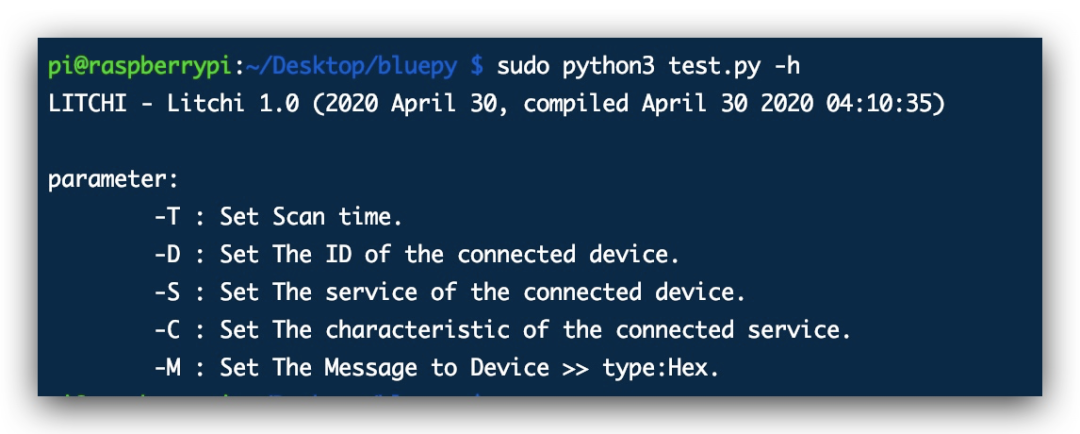 pi@raspberrypi:~/Desktop/bluepy $ sudo python3 test.py -h
LITCHI - Litchi 1.0 (2020 April 30, compiled April 30 2020 04:10:35)
parameter:
-T : Set Scan time.
-D : Set The ID of the connected device.
-S : Set The service of the connected device.
-C : Set The characteristic of the connected service.
-M : Set The Message to Device >> type:Hex.